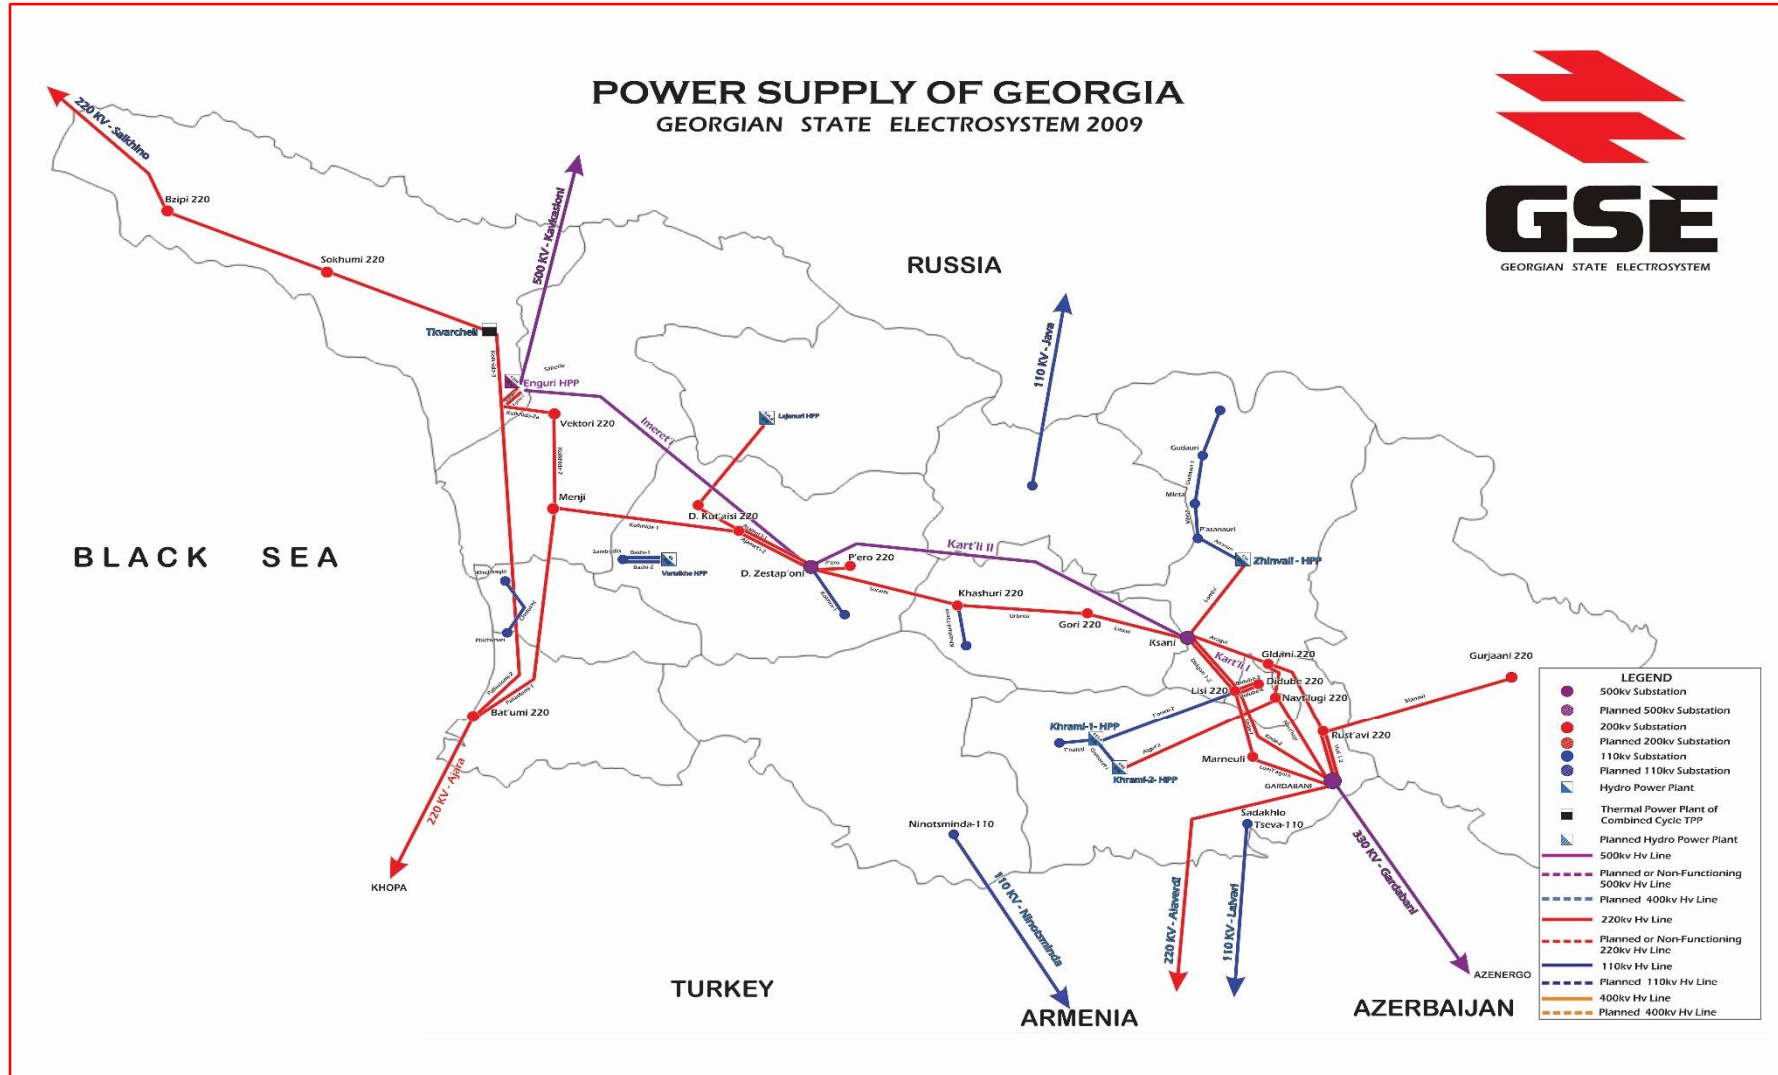 POWER SUPPLY OF GEORGIA
GEORGIAN STATE ELECTROSYSTEM 2009
GSE
GEORGIAN STATE ELECTROSYSTEM
220 KV - Salkhino
Bzipi 220
Sokhumi 220
Tkvarcheli
500 KV - Kavkasioni
RUSSIA
110 KV - Java
Enguri HPP
Vektori 220
Imeret'i
Lajanuri HPP
Gudauri
Mleta
P'asanauri
Zhinvali - HPP
Menji
D. Kut'aisi 220
BLACK SEA
Kart'li II
P'ero 220
D. Zestap'oni
Khashuri 220
Gori 220
Ksani
Kart'li I
Gldani 220
Didube 220
Lisi 220
Navt'lugi 220
Gurjaani 220
Bat'umi 220
Khrami-1- HPP
Khrami-2- HPP
Rust'avi 220
Marneuli
GARDABANI
220 KV - Ajara
KHOPA
Ninotsminda-110
Sadakhlo
Tseva-110
110 KV - Ninotsminda
220 KV - Alaverdi
110 KV - Lalvari
330 KV - Gardabani
AZENERGO
TURKEY
ARMENIA
AZERBAIJAN
LEGEND
500kv Substation
Planned 500kv Substation
200kv Substation
Planned 200kv Substation
110kv Substation
Planned 110kv Substation
Hydro Power Plant
Thermal Power Plant of
Combined Cycle TPP
Planned Hydro Power Plant
500kv Hv Line
Planned or Non-Functioning
500kv Hv Line
Planned 400kv Hv Line
220kv Hv Line
Planned or Non-Functioning
220kv Hv Line
110kv Hv Line
Planned 110kv Hv Line
400kv Hv Line
Planned 400kv Hv Line